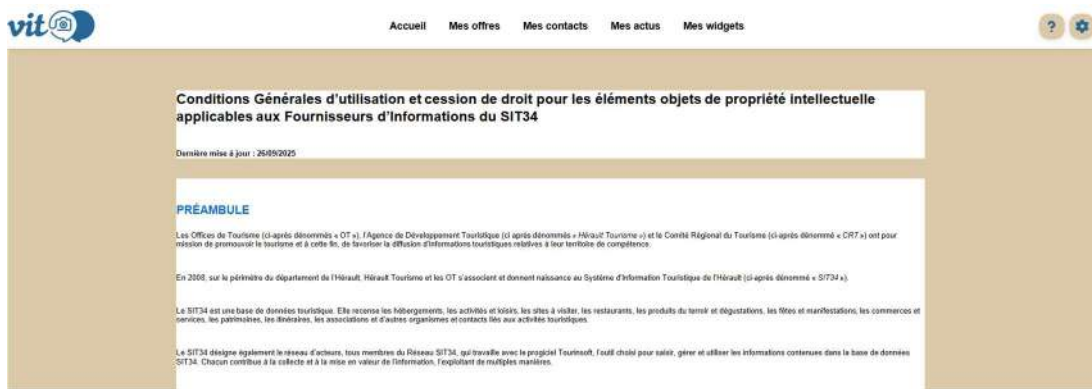 vit
Accueil Mes offres Mes contacts Mes actus Mes widgets
?
Conditions Générales d'utilisation et cession de droit pour les éléments objets de propriété intellectuelle
applicables aux Fournisseurs d'Informations du SIT34
Dernière mise à jour : 26/09/2025
PRÉAMBULE
Les Offices de Tourisme (ci-après dénommés « OT »), l'Agence de Développement Touristique (ci après dénommés « Hérault Tourisme ») et le Comité Régional du Tourisme (ci-après dénommé « CRT ») ont pour
mission de promouvoir le tourisme et à cette fin, de favoriser la diffusion d'informations touristiques relatives à leur territoire de compétence.
En 2008, sur le périmètre du département de l'Hérault, Hérault Tourisme et les OT s'associent et donnent naissance au Système d'Information Touristique de l'Hérault (ci-après dénommé « SIT34 »).
Le SIT34 est une base de données touristique. Elle recense les hébergements, les activités et loisirs, les sites à visiter, les restaurants, les produits du terroir et dégustations, les fêtes et manifestations, les commerces et
services, les patrimoines, les itinéraires, les associations et d'autres organismes et contacts liés aux activités touristiques.
Le SIT34 désigne également le réseau d'acteurs, tous membres du Réseau SIT34, qui travaille avec le progiciel Tourinsoft, l'outil choisi pour saisir, gérer et utiliser les informations contenues dans la base de données
SIT34. Chacun contribue à la collecte et à la mise en valeur de l'information, l'exploitant de multiples manières.